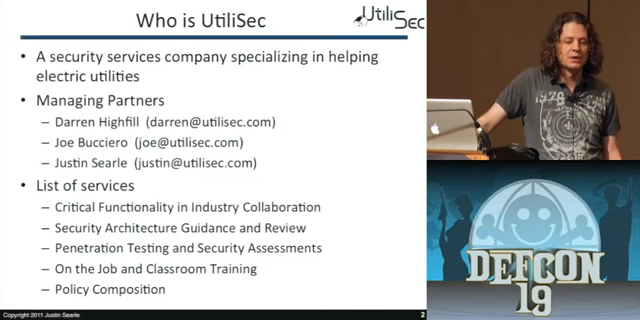 Who is UtiliSec
UtiliSec
• A security services company specializing in helping
electric utilities
• Managing Partners
– Darren Highfill (darren@utilisec.com)
– Joe Bucciero (joe@utilisec.com)
– Justin Searle (justin@utilisec.com)
• List of services
– Critical Functionality in Industry Collaboration
– Security Architecture Guidance and Review
– Penetration Testing and Security Assessments
– On the Job and Classroom Training
– Policy Composition
Copyright 2011 Justin Searle
2
DEFCON
19